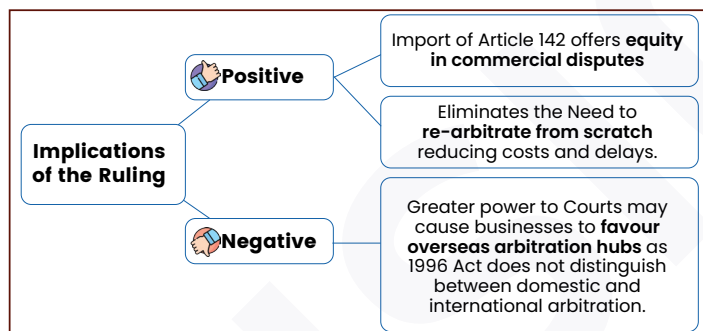 Implications
of the Ruling
Positive
Import of Article 142 offers equity
in commercial disputes
Eliminates the Need to
re-arbitrate from scratch
reducing costs and delays.
Negative
Greater power to Courts may
cause businesses to favour
overseas arbitration hubs as
1996 Act does not distinguish
between domestic and
international arbitration.